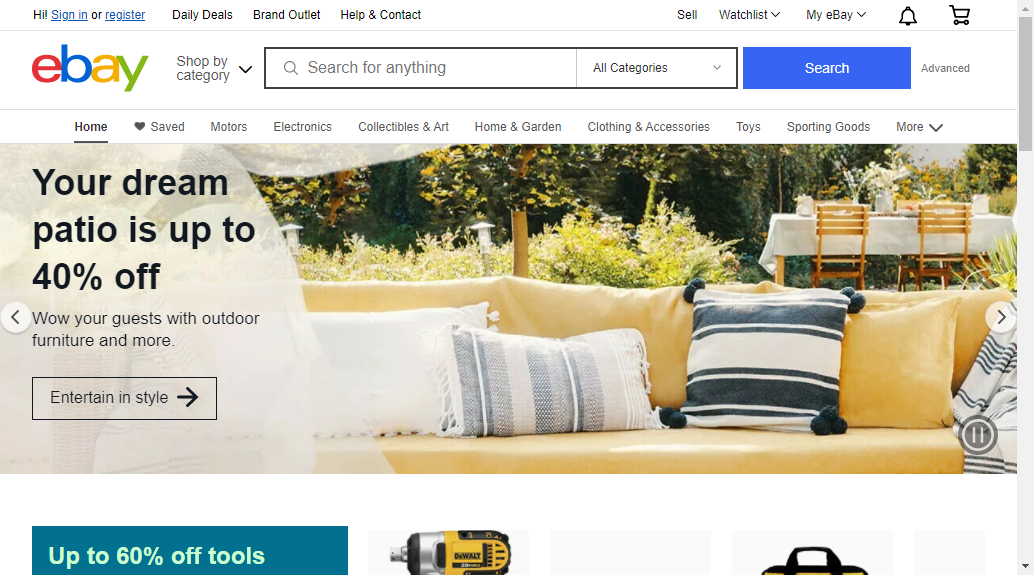 Hi! Sign in or register Daily Deals Brand Outlet Help & Contact Sell Watchlist My eBay
ebay
Shop by
category
Search for anything
All Categories
Search
Advanced
Home Saved Motors Electronics Collectibles & Art Home & Garden Clothing & Accessories Toys Sporting Goods More
Your dream
patio is up to
40% off
Wow your guests with outdoor
furniture and more.
Entertain in style
Up to 60% off tools
DEWALT